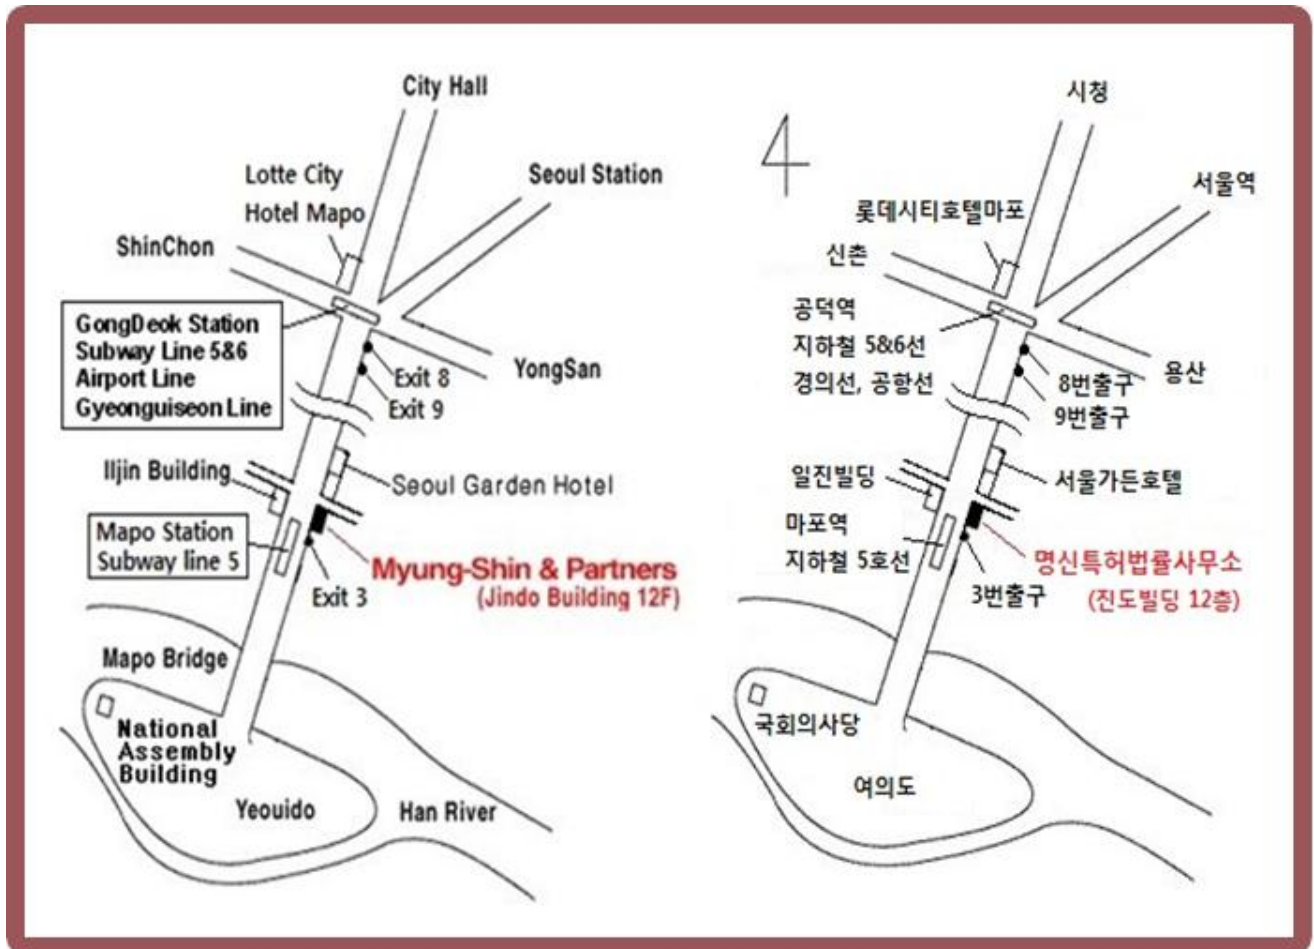 City Hall
Lotte City
Hotel Mapo
Seoul Station
ShinChon
GongDeok Station
Subway Line 5&6
Airport Line
Gyeonguiseon Line
YongSan
Exit 8
Exit 9
Iljin Building
Seoul Garden Hotel
Mapo Station
Subway line 5
Myung-Shin & Partners
(Jindo Building 12F)
Exit 3
Mapo Bridge
National
Assembly
Building
Yeouido
Han River
시청
4
서울역
롯데시티호텔마포
신촌
공덕역
지하철 5&6선
경의선, 공항선
용산
8번출구
9번출구
일진빌딩
서울가든호텔
마포역
지하철 5호선
명신특허법률사무소
(진도빌딩 12층)
3번출구
국회의사당
여의도